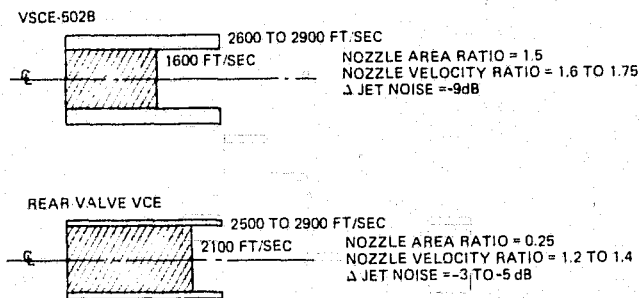 VSCE-502B
2600 TO 2900 FT/SEC
1600 FT/SEC
NOZZLE AREA RATIO = 1.5
NOZZLE VELOCITY RATIO = 1.6 TO 1.75
Δ JET NOISE = -9dB
℄
REAR VALVE VCE
2500 TO 2900 FT/SEC
2100 FT/SEC
NOZZLE AREA RATIO = 0.25
NOZZLE VELOCITY RATIO = 1.2 TO 1.4
Δ JET NOISE = -3 TO -5 dB
℄